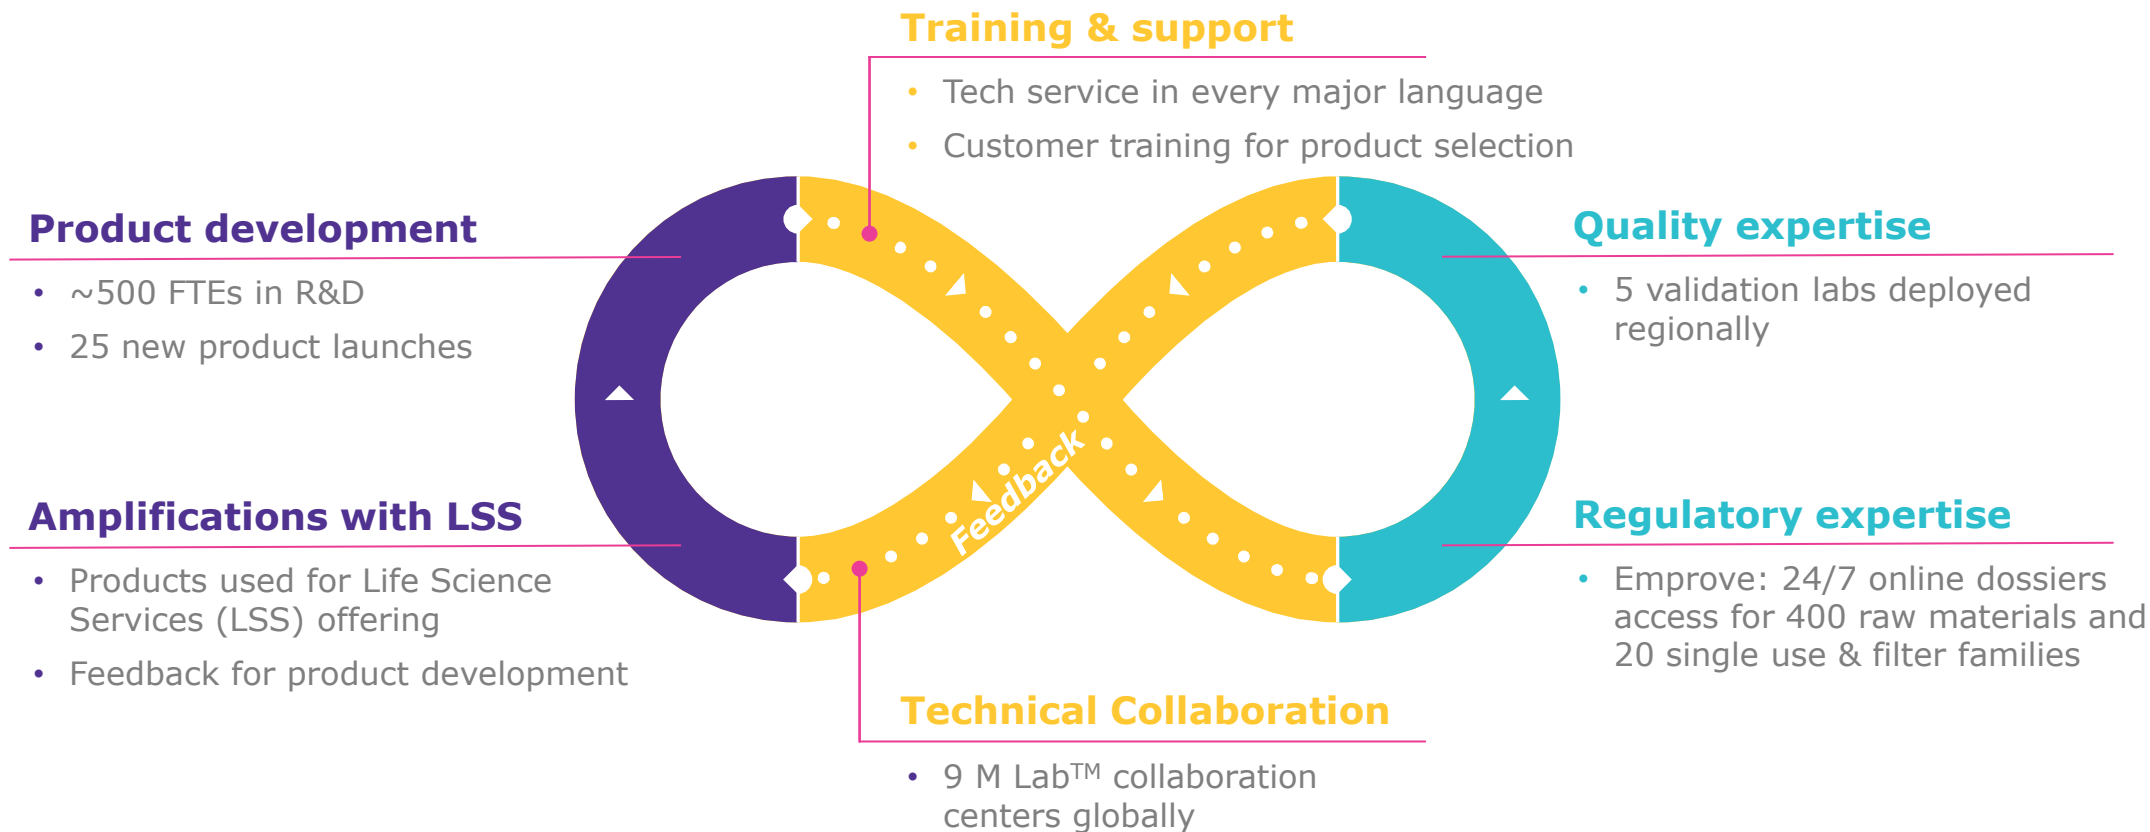 Training & support
• Tech service in every major language
• Customer training for product selection
Product development
• ~500 FTEs in R&D
• 25 new product launches
Quality expertise
• 5 validation labs deployed
regionally
Feedback
Amplifications with LSS
• Products used for Life Science
Services (LSS) offering
• Feedback for product development
Regulatory expertise
• Emprove: 24/7 online dossiers
access for 400 raw materials and
20 single use & filter families
Technical Collaboration
• 9 M Lab™ collaboration
centers globally